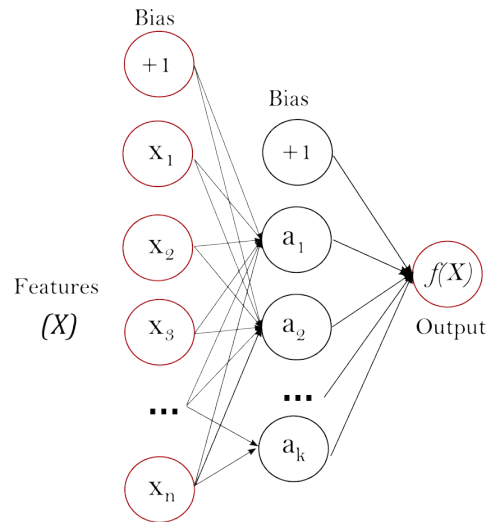 Bias
+1
x₁
x₂
x₃
...
xₙ
Features
(X)
Bias
+1
a₁
a₂
...
aₖ
f(X)
Output